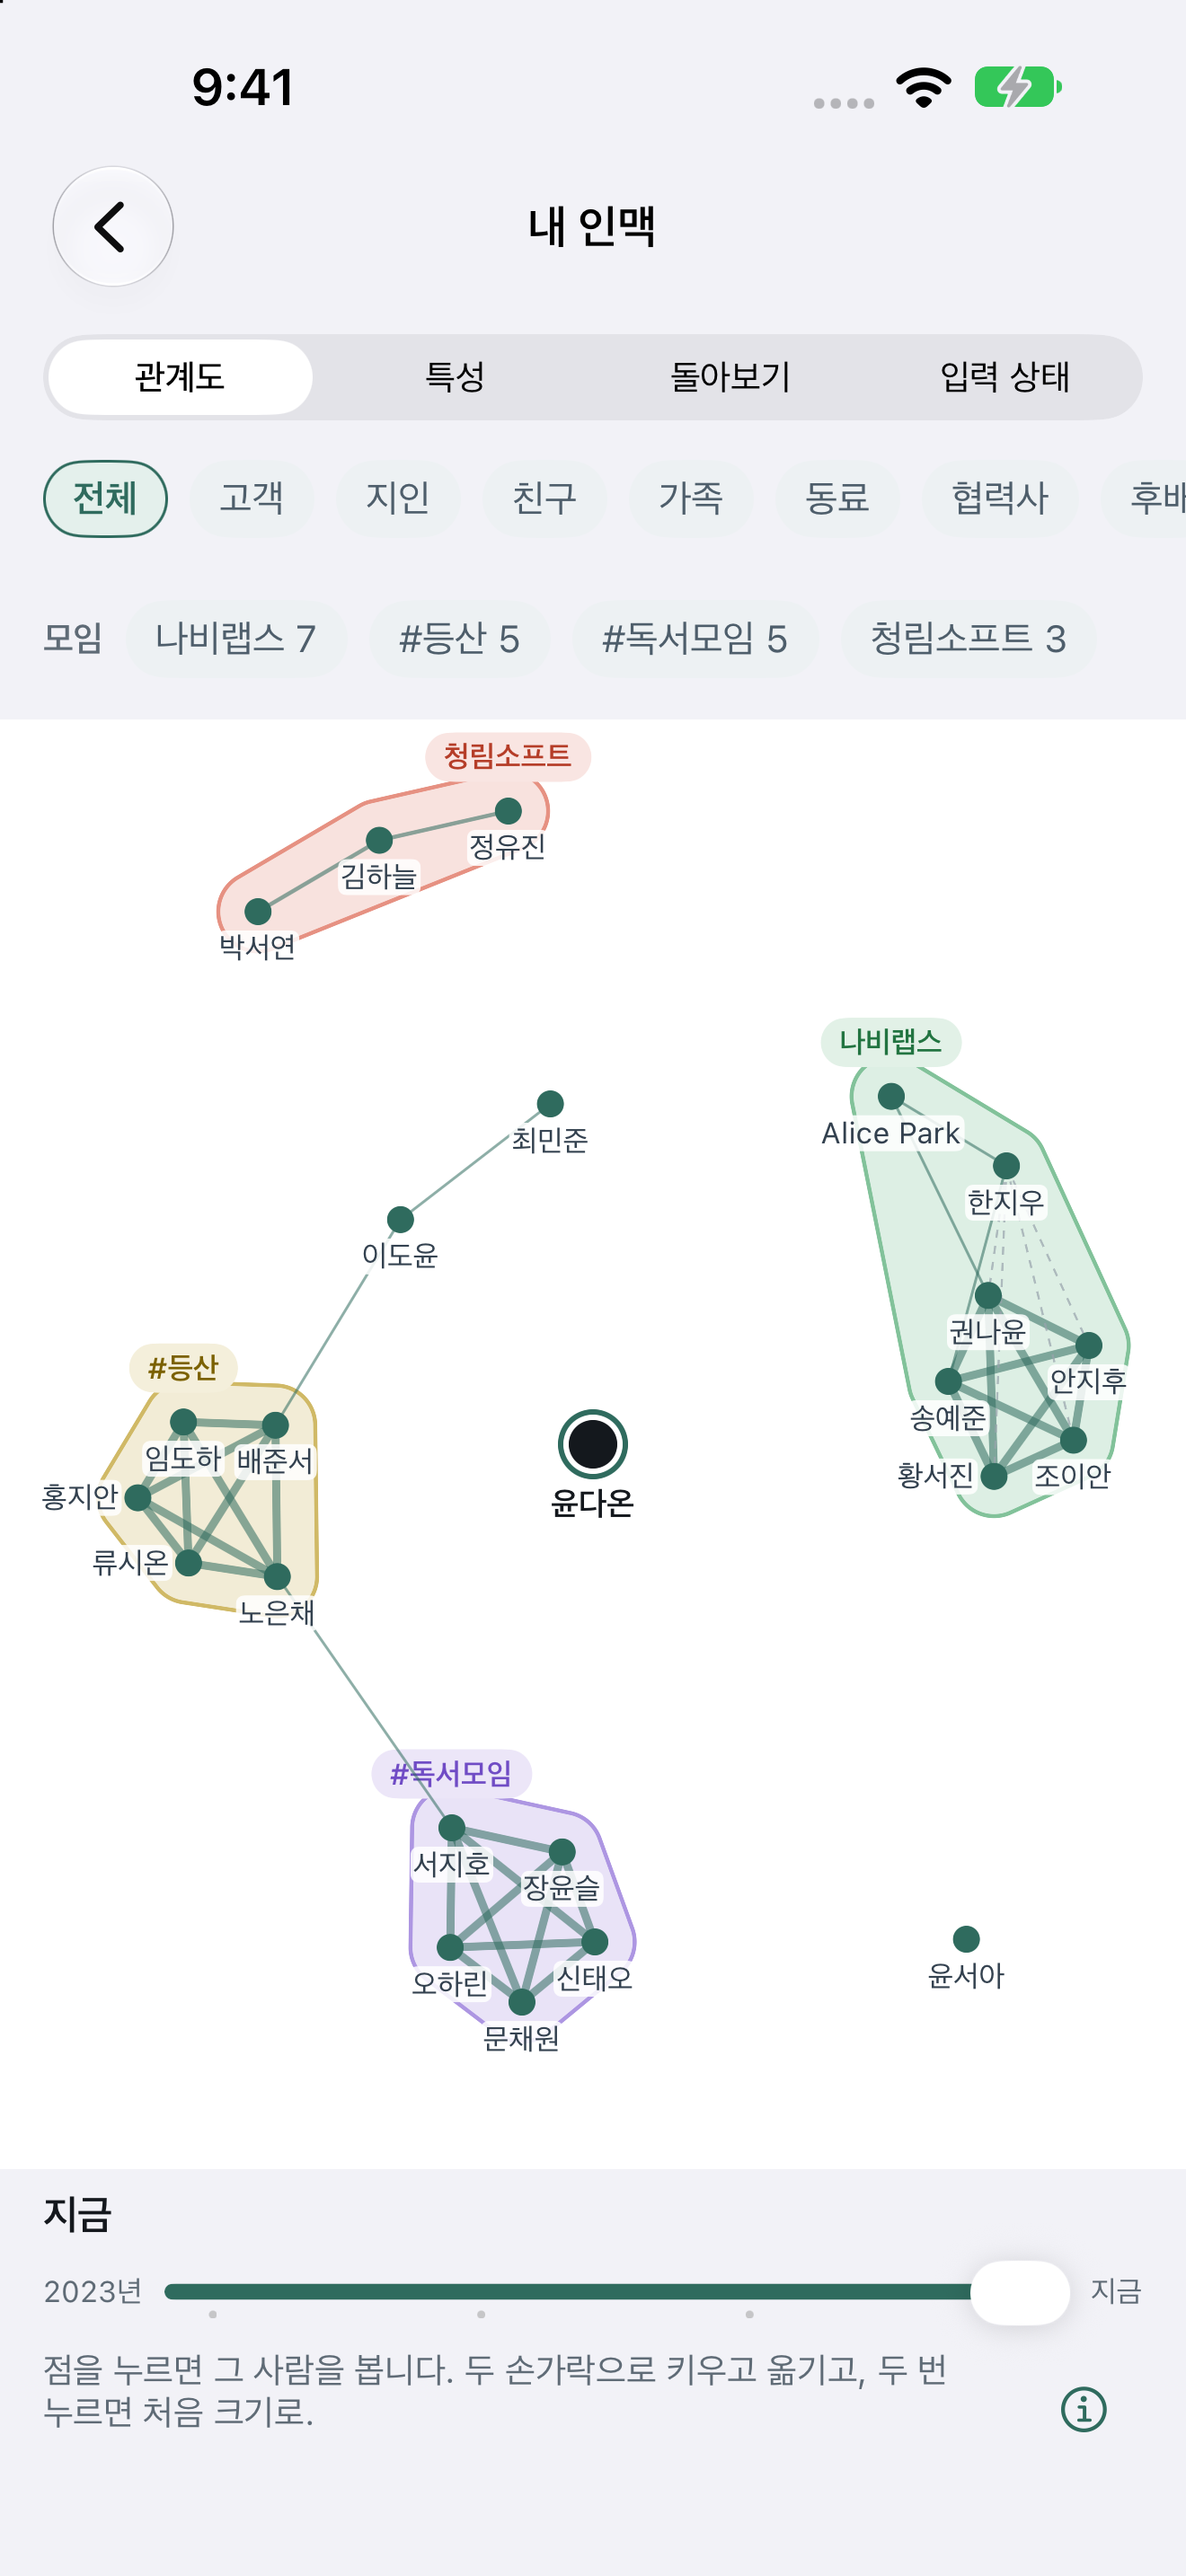 9:41
내 인맥
관계도 특성 돌아보기 입력 상태
전체 고객 지인 친구 가족 동료 협력사
모임 나비랩스 7 #등산 5 #독서모임 5 청림소프트 3
청림소프트
정유진
김하늘
박서연
나비랩스
Alice Park
최민준
한지우
이도윤
권나윤
#등산
안지후
송예준
임도하
배준서
황서진
조이안
홍지안
윤다온
류시온
노은채
#독서모임
서지호
장윤슬
윤서아
신태오
오하린
문채원
지금
2023년 지금
점을 누르면 그 사람을 봅니다. 두 손가락으로 키우고 옮기고, 두 번
누르면 처음 크기로.